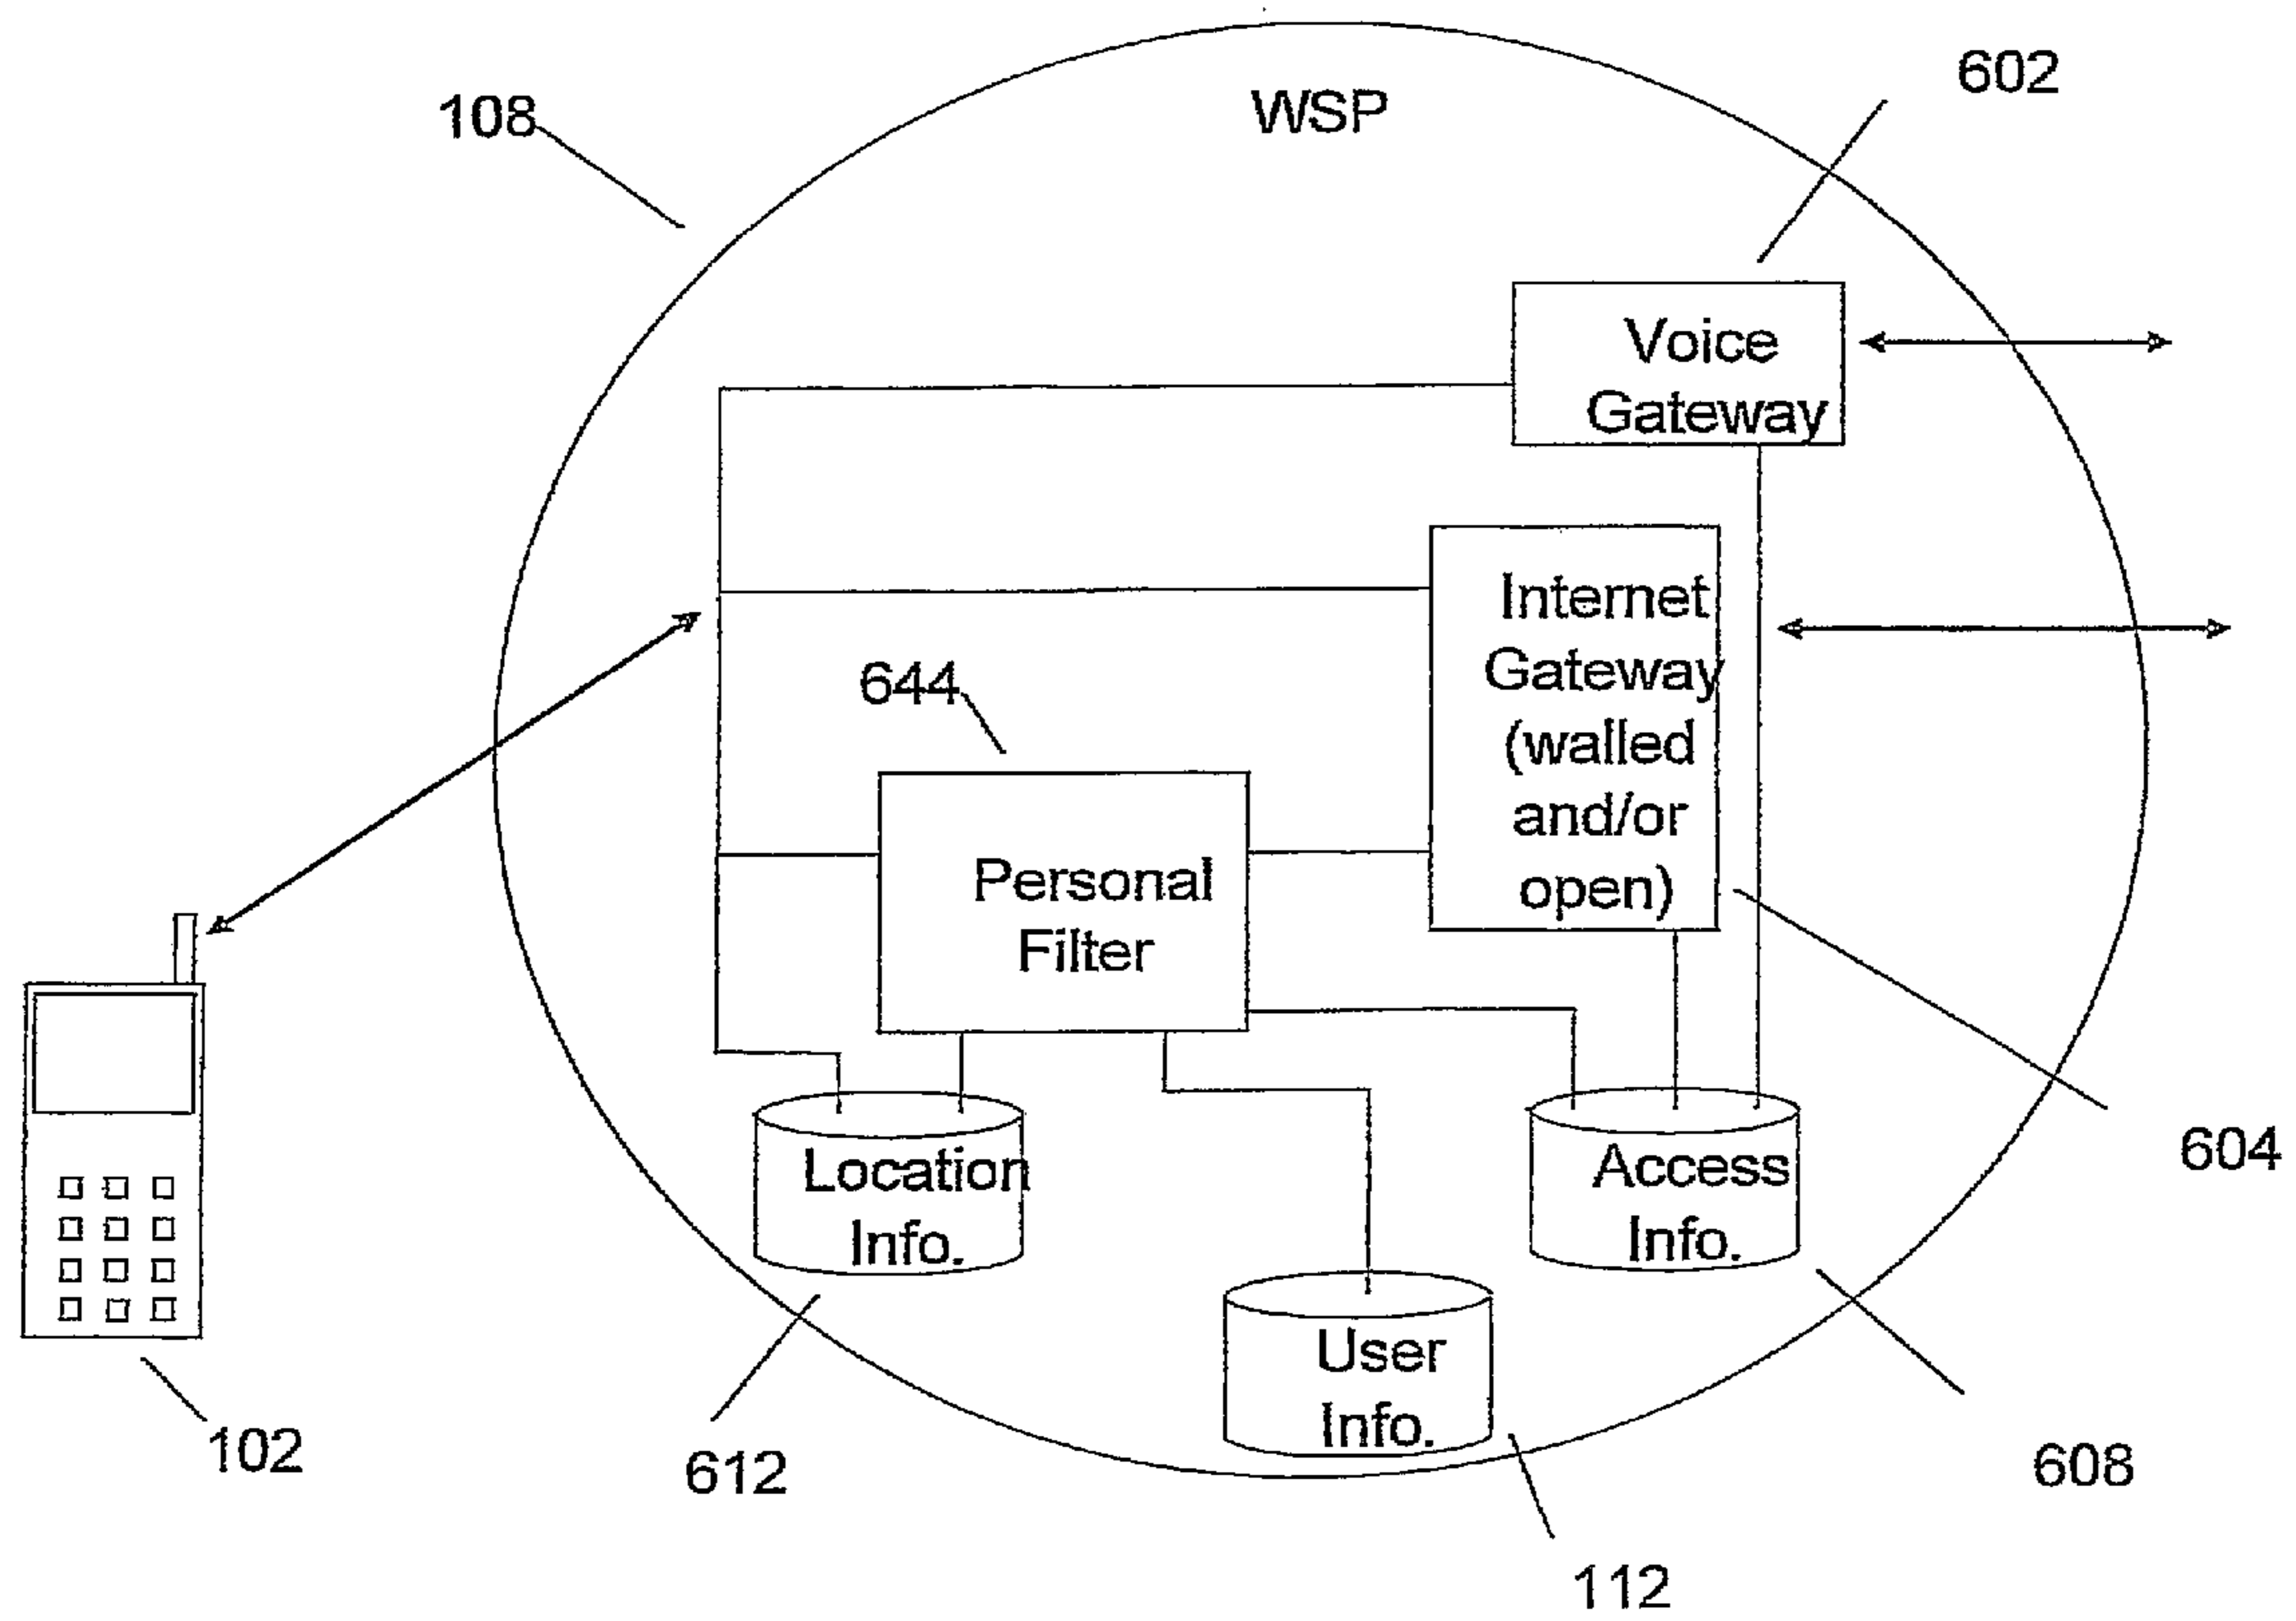 602
108
WSP
Voice
Gateway
Internet
Gateway
(walled
and/or
open)
644
Personal
Filter
Location
Info.
Access
Info.
604
User
Info.
102
612
608
112